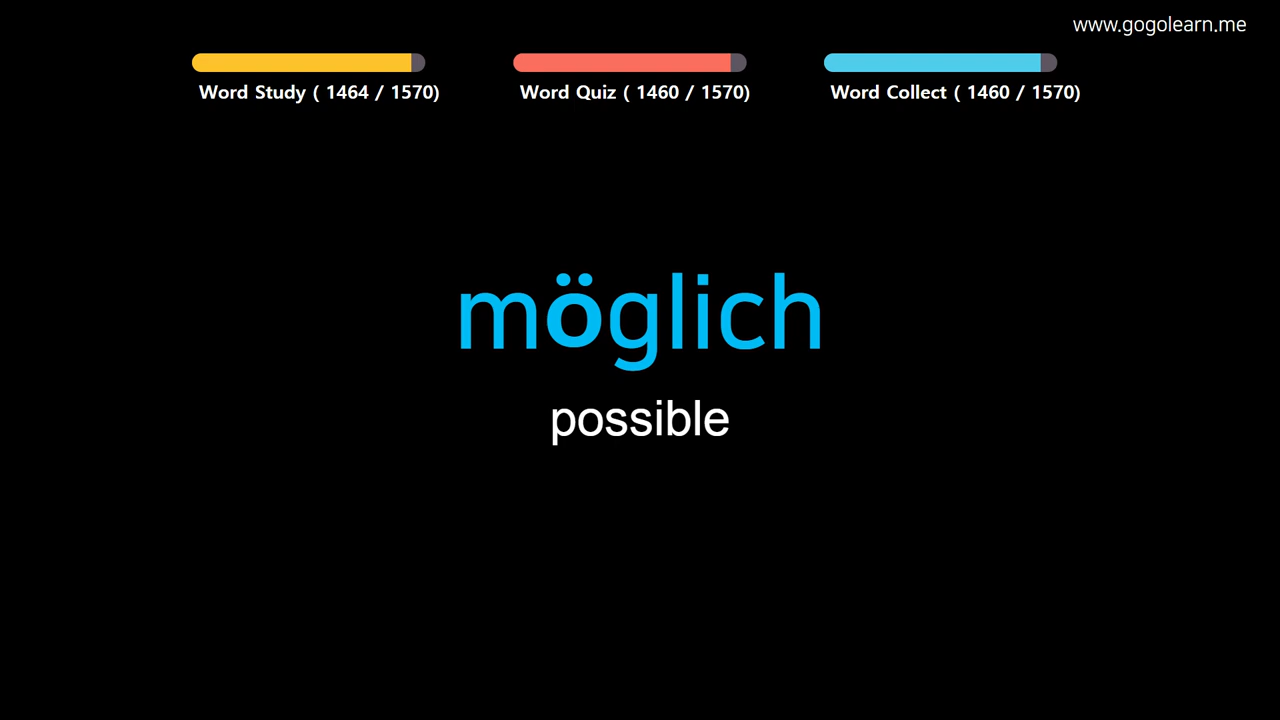 www.gogolearn.me
Word Study ( 1464 / 1570)
Word Quiz ( 1460 / 1570)
Word Collect ( 1460 / 1570)
möglich
possible